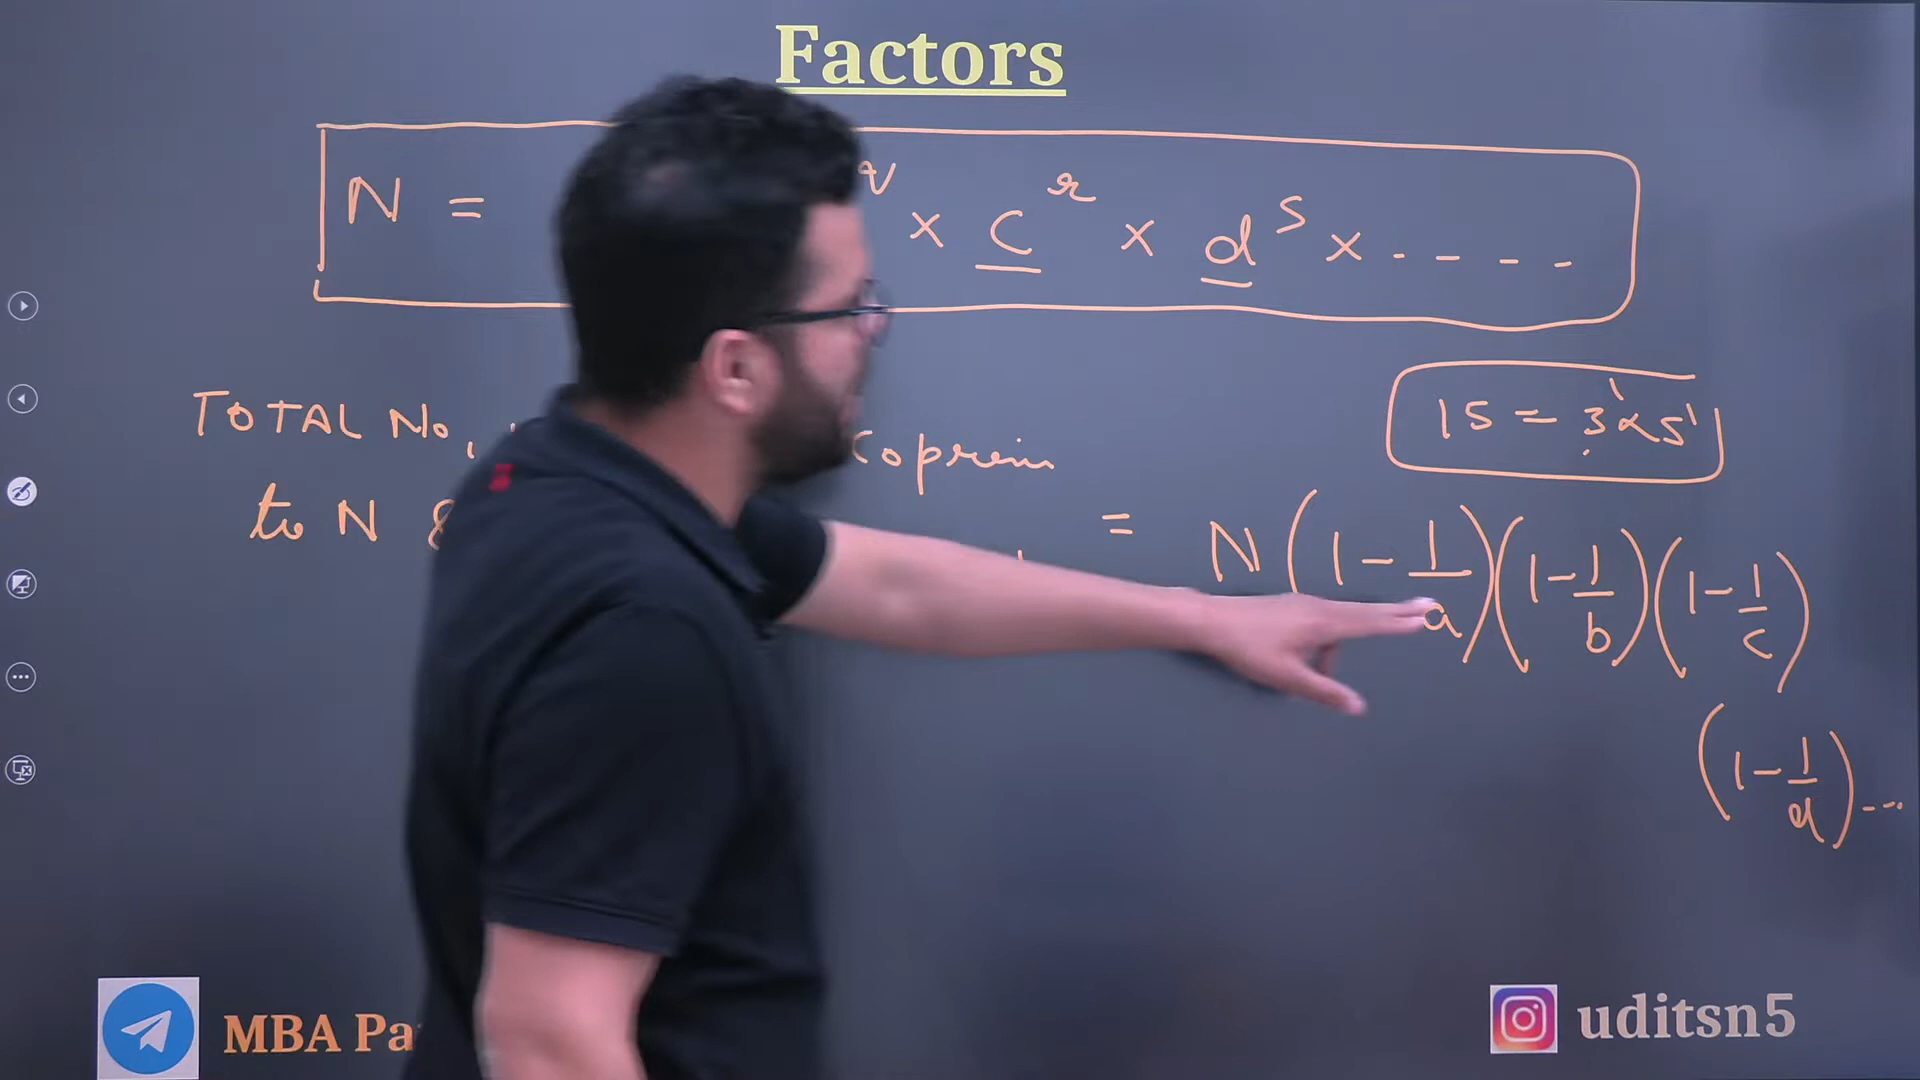 Factors
N = q × c^r × d^s × - - - -
15 = 3^1 × 5^1
TOTAL No. Coprim
to N & = N (1 - 1/a) (1 - 1/b) (1 - 1/c)
(1 - 1/d) ---
MBA Pa
uditsn5